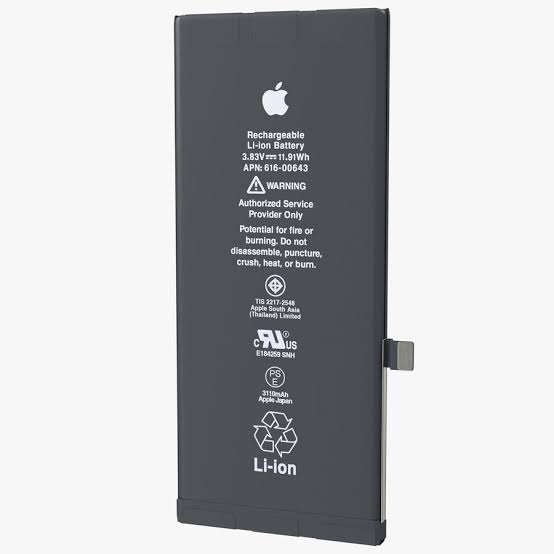 Rechargeable
Li-ion Battery
3.83V⎓11.91Wh
APN: 616-00643
WARNING
Authorized Service
Provider Only
Potential for fire or
burning. Do not
disassemble, puncture,
crush, heat, or burn.
TIS 2217-2548
Apple South Asia
(Thailand) Limited
c RU US
E184259 SNH
PS
E
3110mAh
Apple Japan
Li-ion